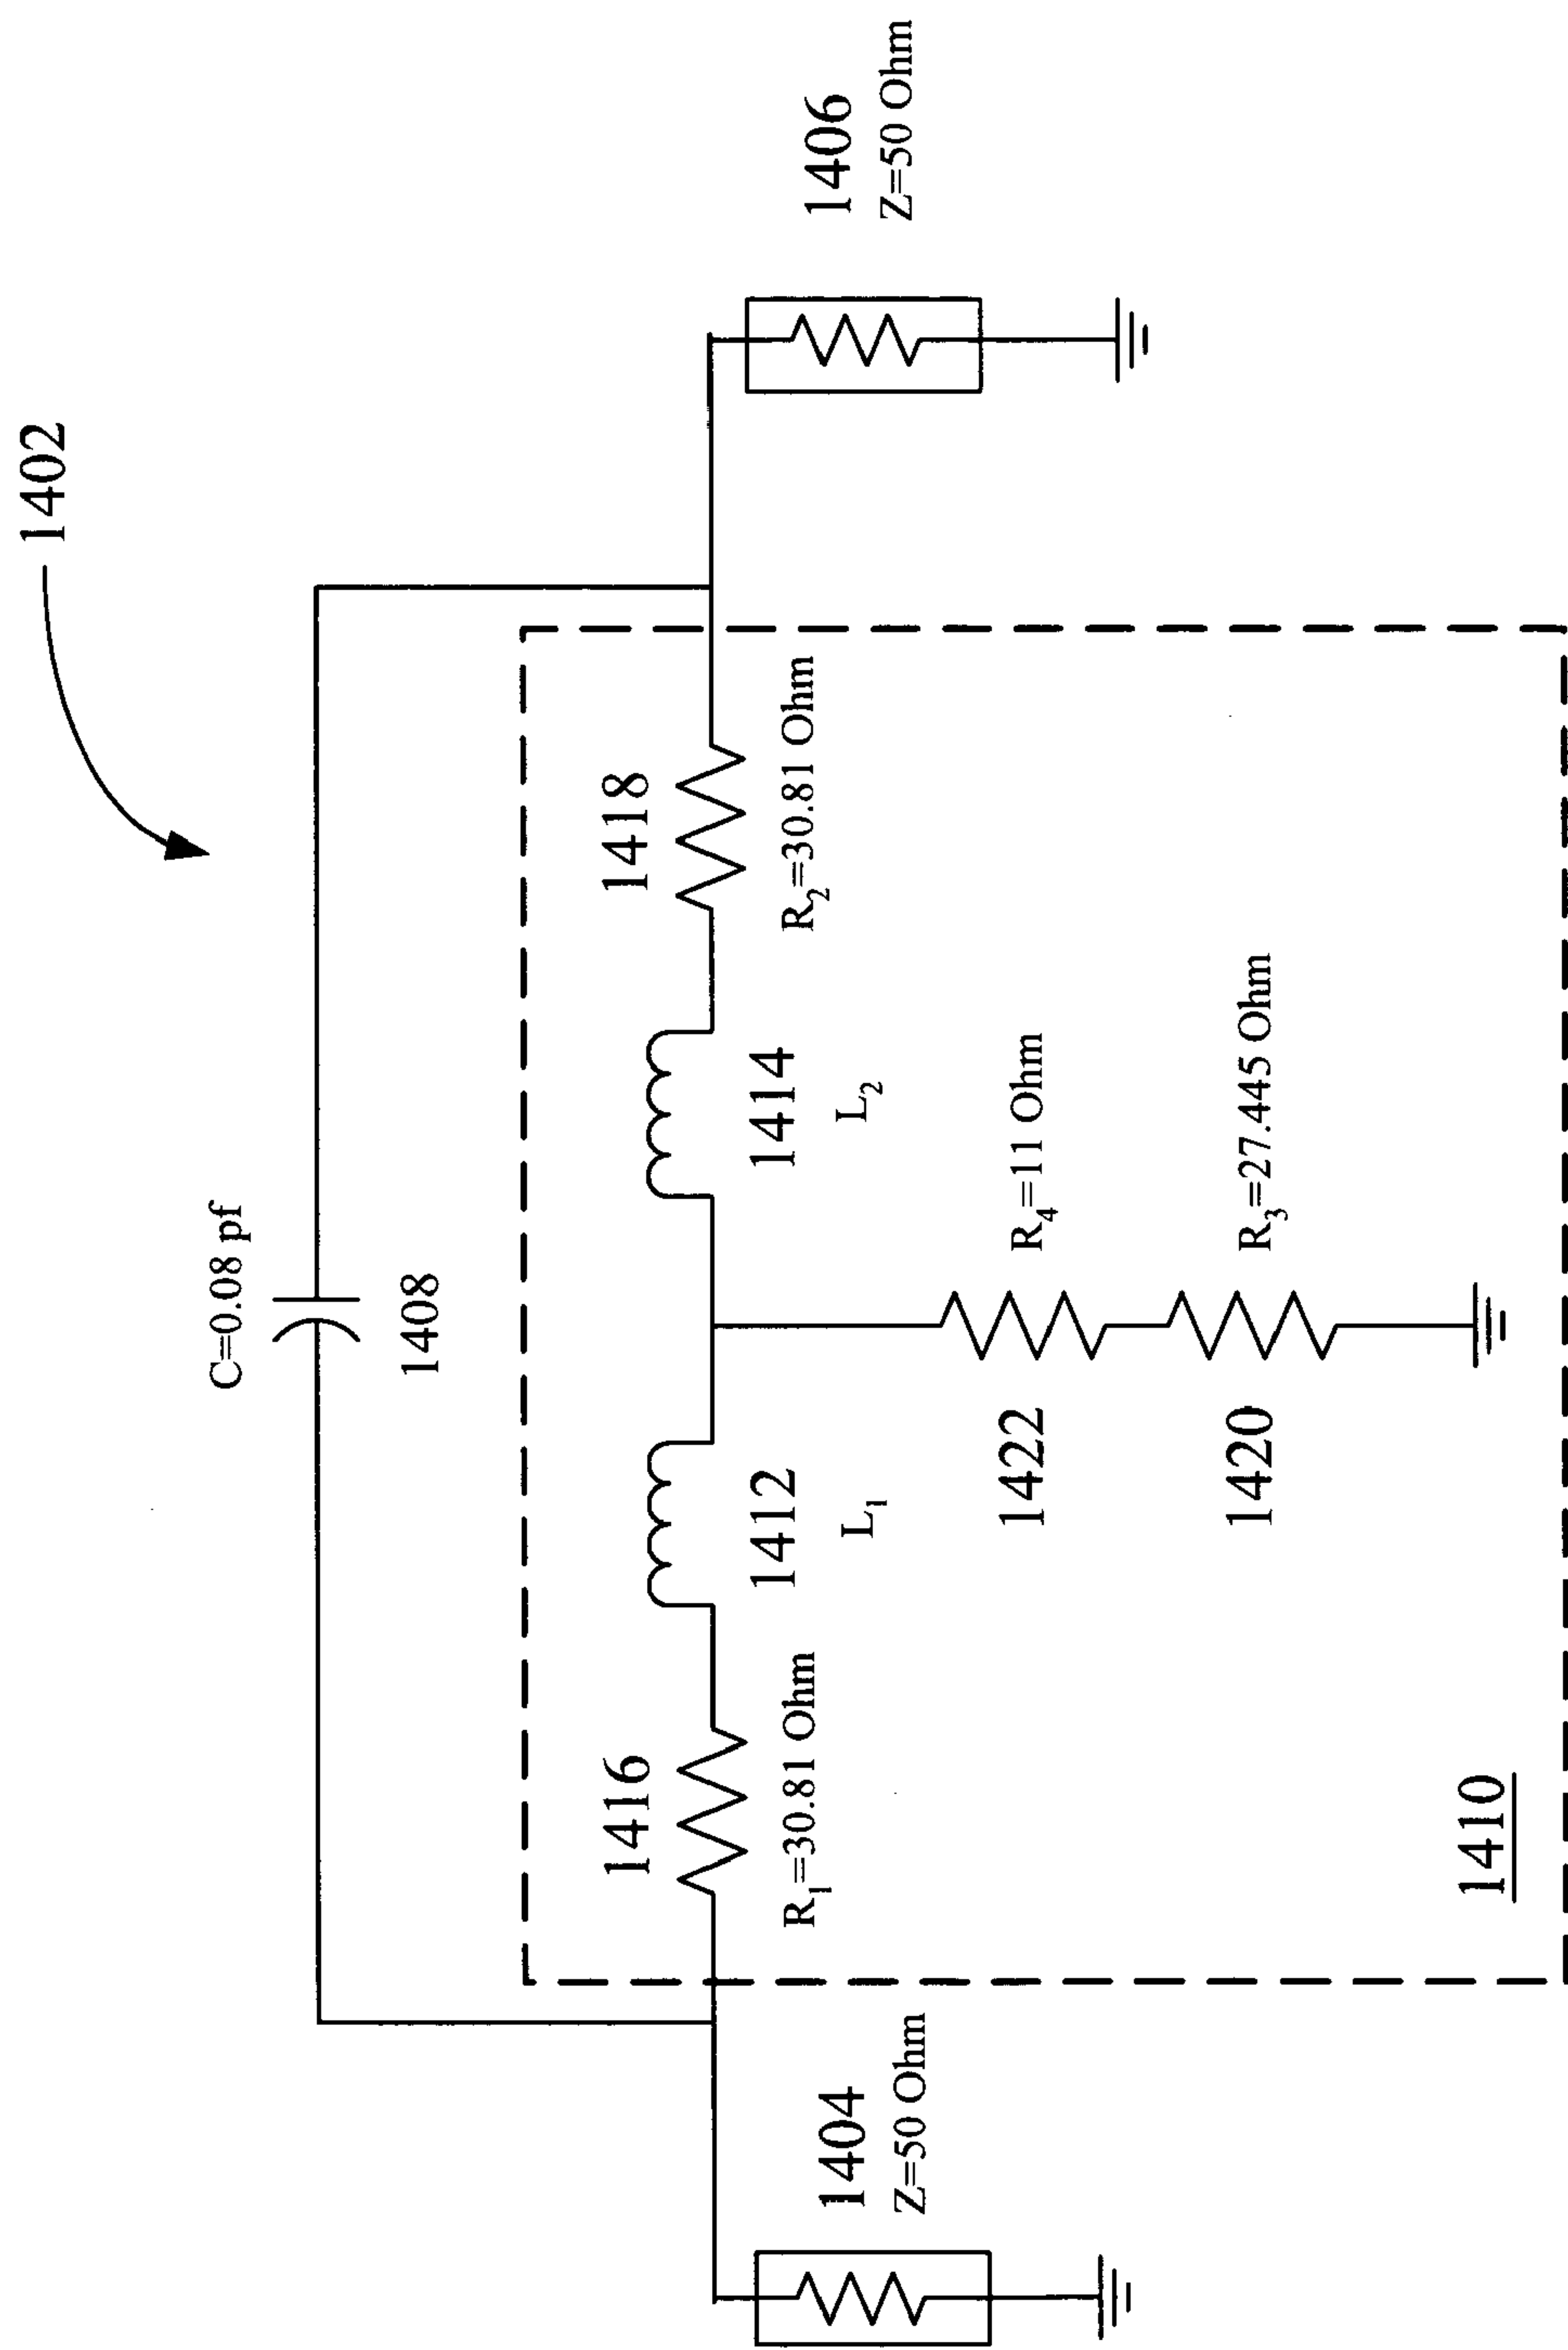 1402
C=0.08 pf
1408
1416
R₁=30.81 Ohm
1412
L₁
1414
L₂
1418
R₂=30.81 Ohm
1404
Z=50 Ohm
1406
Z=50 Ohm
1422
R₄=11 Ohm
1420
R₃=27.445 Ohm
1410